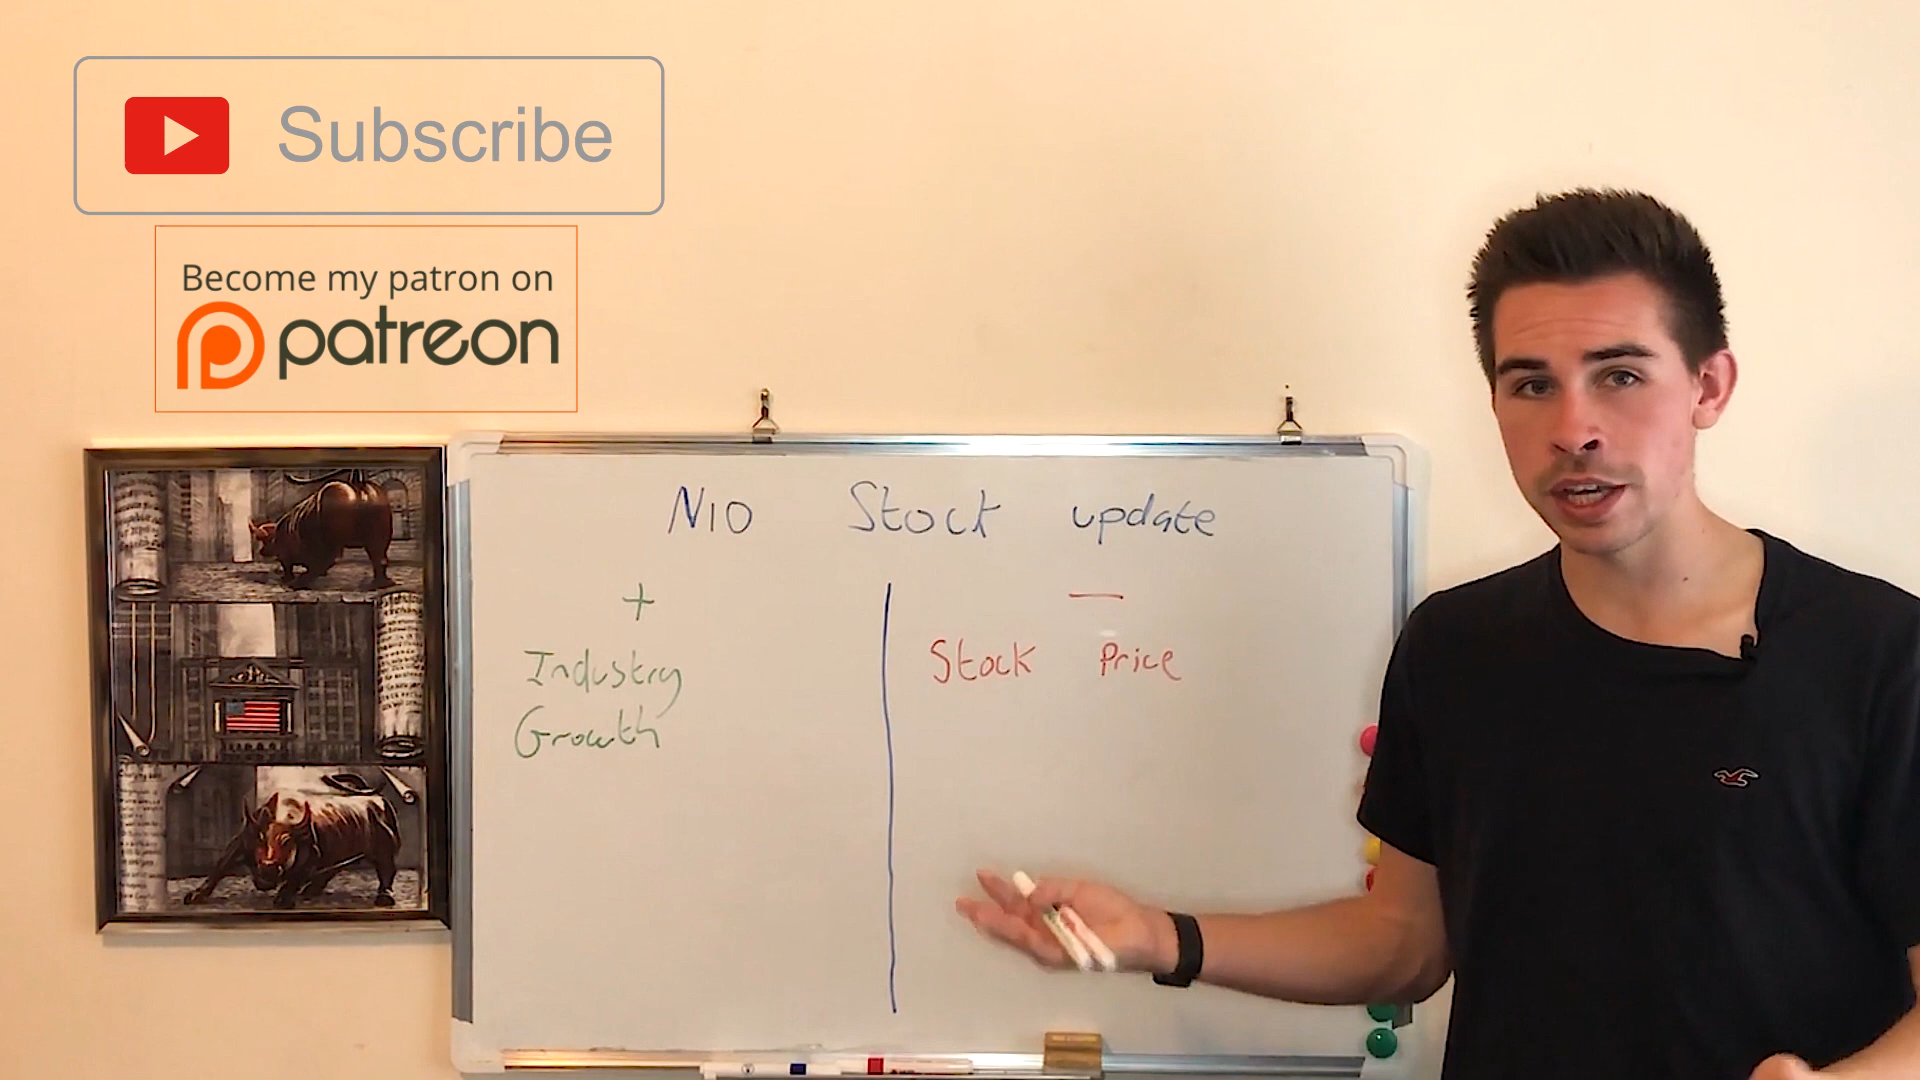 Subscribe
Become my patron on
patreon
NIO Stock update
+ —
Industry Stock Price
Growth